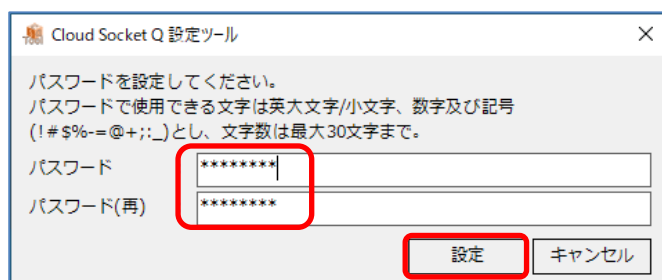 Cloud Socket Q 設定ツール
パスワードを設定してください。
パスワードで使用できる文字は英大文字/小文字、数字及び記号
(!#$%-=@+;:_)とし、文字数は最大30文字まで。
パスワード
********
パスワード(再)
********
設定
キャンセル